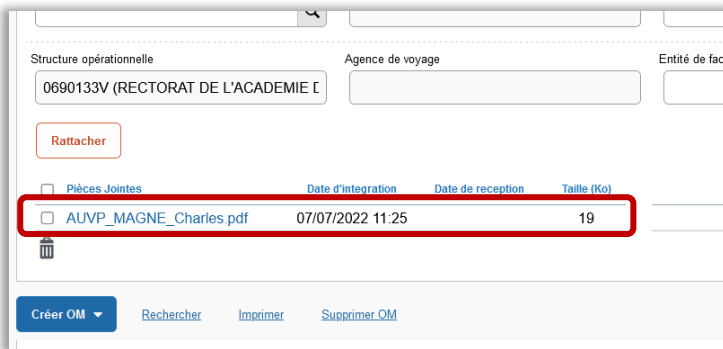 Structure opérationnelle Agence de voyage Entité de fac
0690133V (RECTORAT DE L'ACADEMIE D
Rattacher
Pièces Jointes Date d'integration Date de reception Taille (Ko)
AUVP_MAGNE_Charles.pdf 07/07/2022 11:25 19
Créer OM Rechercher Imprimer Supprimer OM